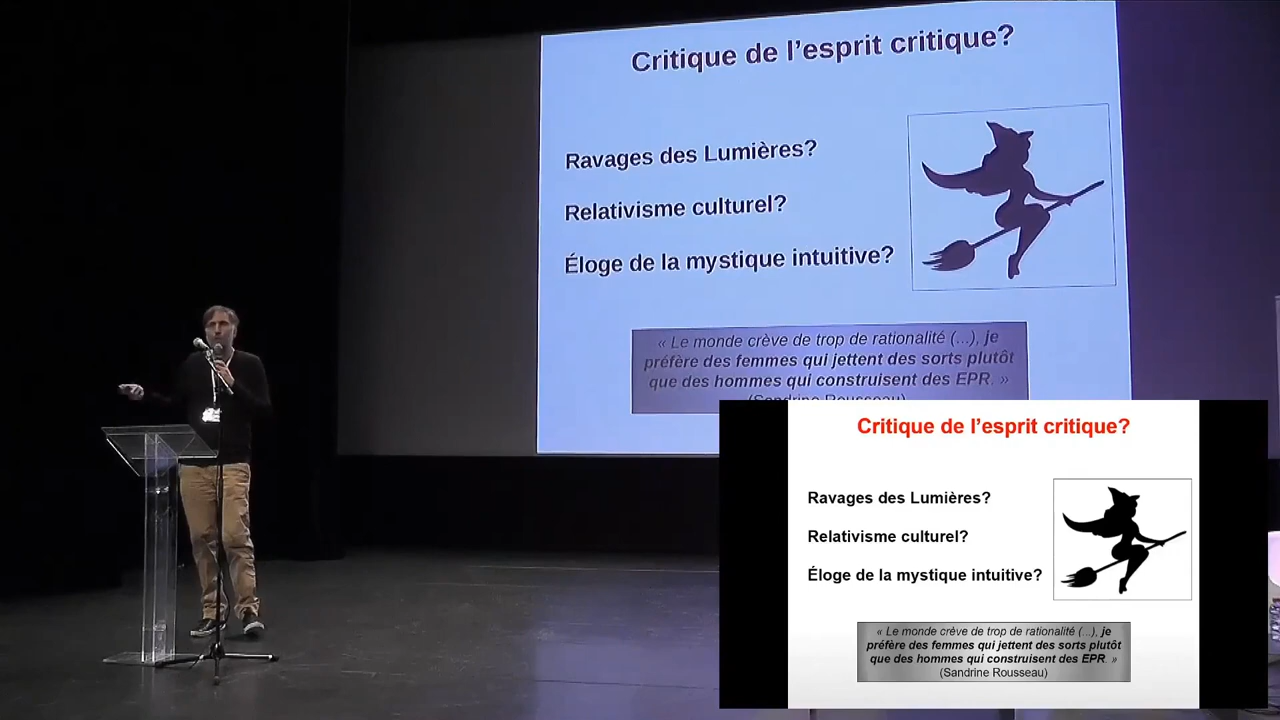 Critique de l’esprit critique?
Ravages des Lumières?
Relativisme culturel?
Éloge de la mystique intuitive?
« Le monde crève de trop de rationalité (...), je
préfère des femmes qui jettent des sorts plutôt
que des hommes qui construisent des EPR. »
(Sandrine Rousseau)
Critique de l’esprit critique?
Ravages des Lumières?
Relativisme culturel?
Éloge de la mystique intuitive?
« Le monde crève de trop de rationalité (...), je
préfère des femmes qui jettent des sorts plutôt
que des hommes qui construisent des EPR. »
(Sandrine Rousseau)